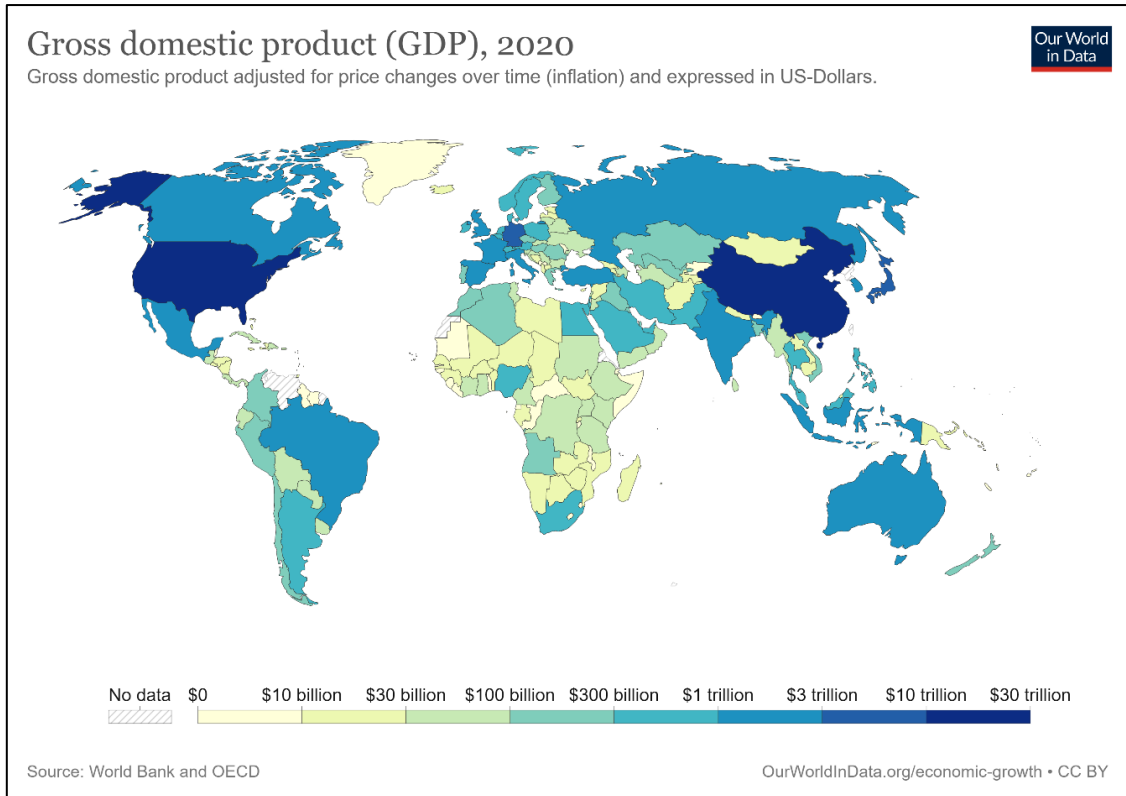 Gross domestic product (GDP), 2020
Gross domestic product adjusted for price changes over time (inflation) and expressed in US-Dollars.
Our World
in Data
No data $0 $10 billion $30 billion $100 billion $300 billion $1 trillion $3 trillion $10 trillion $30 trillion
Source: World Bank and OECD
OurWorldInData.org/economic-growth • CC BY